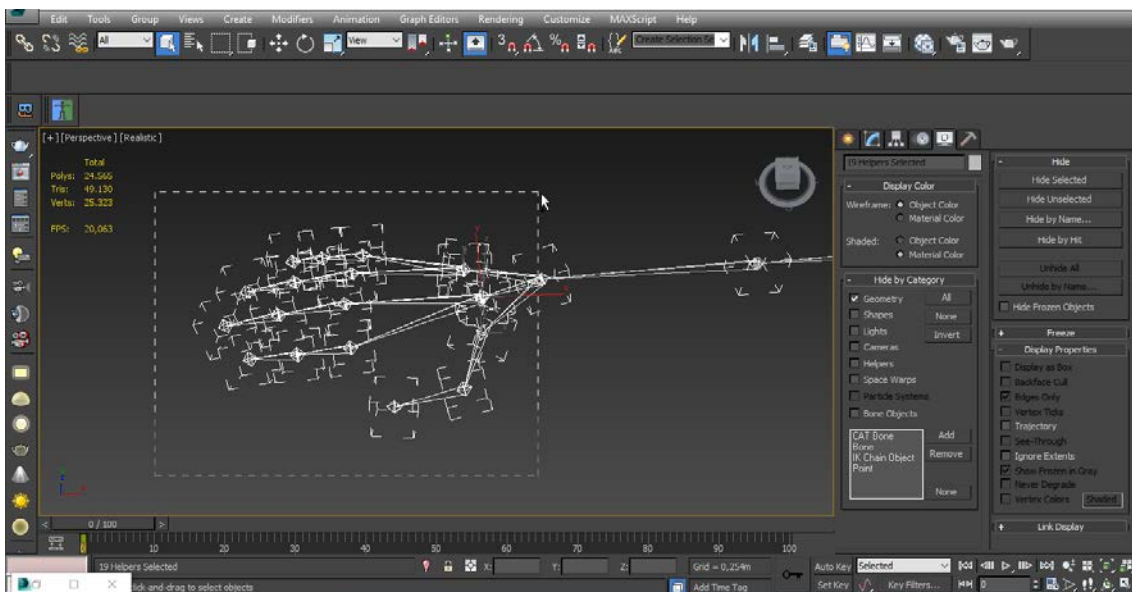 Edit Tools Group Views Create Modifiers Animation Graph Editors Rendering Customize MAXScript Help
All View 3 Create Selection Se
[+][Perspective][Realistic]
Total
Polys: 24.565
Tris: 49.130
Verts: 25.323
FPS: 20,063
19 Helpers Selected
- Display Color
Wireframe: Object Color
Material Color
Shaded: Object Color
Material Color
- Hide by Category
Geometry All
Shapes None
Lights Invert
Cameras
Helpers
Space Warps
Particle Systems
Bone Objects
CAT Bone Add
Bone
IK Chain Object Remove
Point
None
- Hide
Hide Selected
Hide Unselected
Hide by Name...
Hide by Hit
Unhide All
Unhide by Name...
Hide Frozen Objects
+ Freeze
- Display Properties
Display as Box
Backface Cull
Edges Only
Vertex Ticks
Trajectory
See-Through
Ignore Extents
Show Frozen in Gray
Never Degrade
Vertex Colors Shaded
+ Link Display
< 0 / 100 >
0 10 20 30 40 50 60 70 80 90 100
19 Helpers Selected X: Y: Z: Grid = 0,254m Auto Key Selected
click and drag to select objects Add Time Tag Set Key Key Filters... 0